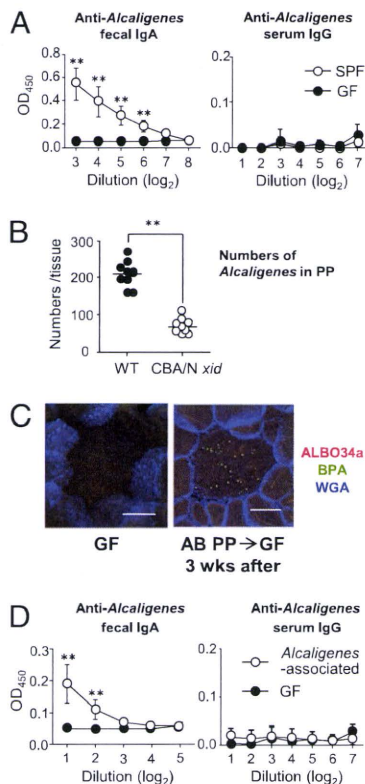 A
Anti-Alcaligenes
fecal IgA
OD450
0.8
0.6
0.4
0.2
0.0
** ** ** **
3 4 5 6 7 8
Dilution (log2)
Anti-Alcaligenes
serum IgG
0.2
0.1
0.0
SPF
GF
1 2 3 4 5 6 7
Dilution (log2)
B
Numbers /tissue
300
200
100
0
**
WT CBA/N xid
Numbers of
Alcaligenes in PP
C
ALBO34a
BPA
WGA
GF
AB PP → GF
3 wks after
D
Anti-Alcaligenes
fecal IgA
OD450
0.3
0.2
0.1
0.0
** **
1 2 3 4 5
Dilution (log2)
Anti-Alcaligenes
serum IgG
0.2
0.1
0.0
Alcaligenes
-associated
GF
1 2 3 4 5 6 7
Dilution (log2)